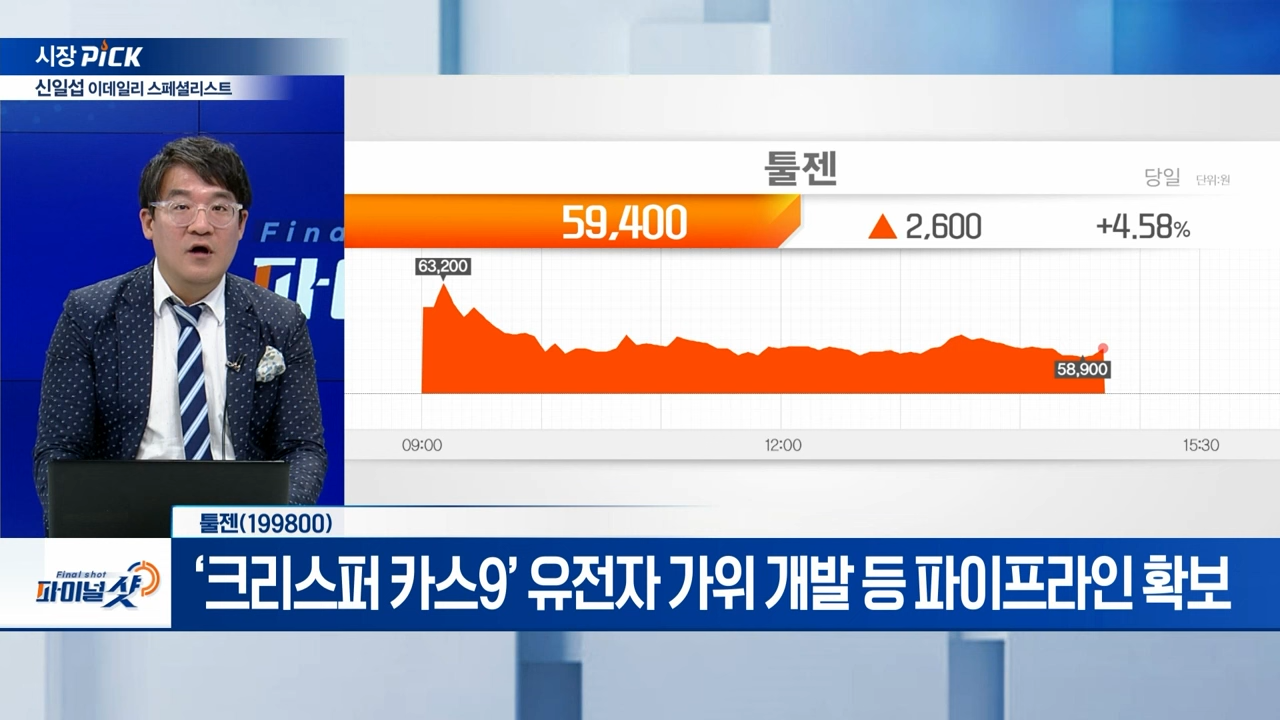 시장 PiCK
신일섭 이데일리 스페셜리스트
Fina
파이
툴젠
당일 단위:원
59,400 ▲ 2,600 +4.58%
63,200
58,900
09:00 12:00 15:30
툴젠(199800)
Final shot
파이널샷
‘크리스퍼 카스9’ 유전자 가위 개발 등 파이프라인 확보